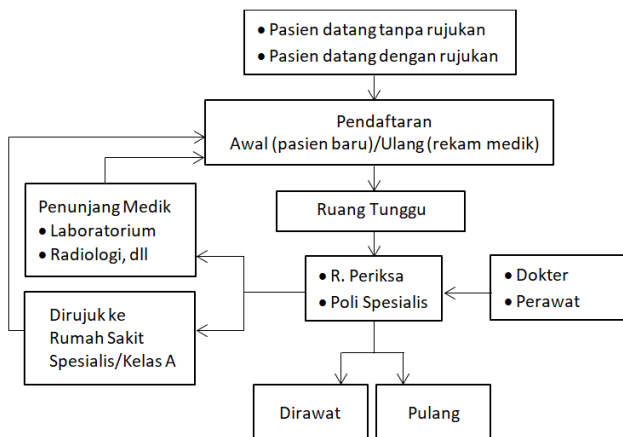 • Pasien datang tanpa rujukan
• Pasien datang dengan rujukan
Pendaftaran
Awal (pasien baru)/Ulang (rekam medik)
Ruang Tunggu
Penunjang Medik
• Laboratorium
• Radiologi, dll
• R. Periksa
• Poli Spesialis
• Dokter
• Perawat
Dirujuk ke
Rumah Sakit
Spesialis/Kelas A
Dirawat
Pulang